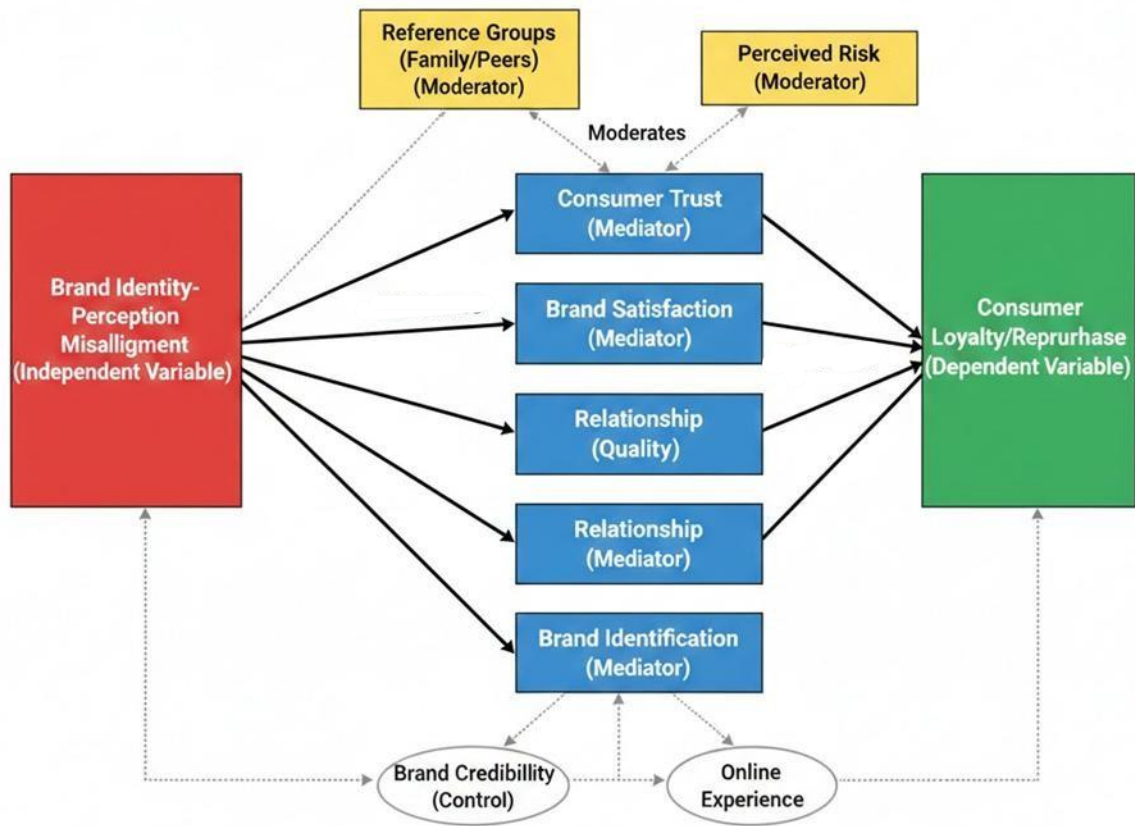 Reference Groups
(Family/Peers)
(Moderator)
Perceived Risk
(Moderator)
Moderates
Brand Identity-
Perception
Misalligment
(Independent Variable)
Consumer Trust
(Mediator)
Brand Satisfaction
(Mediator)
Relationship
(Quality)
Relationship
(Mediator)
Brand Identification
(Mediator)
Consumer
Loyalty/Reprurhase
(Dependent Variable)
Brand Credibillity
(Control)
Online
Experience